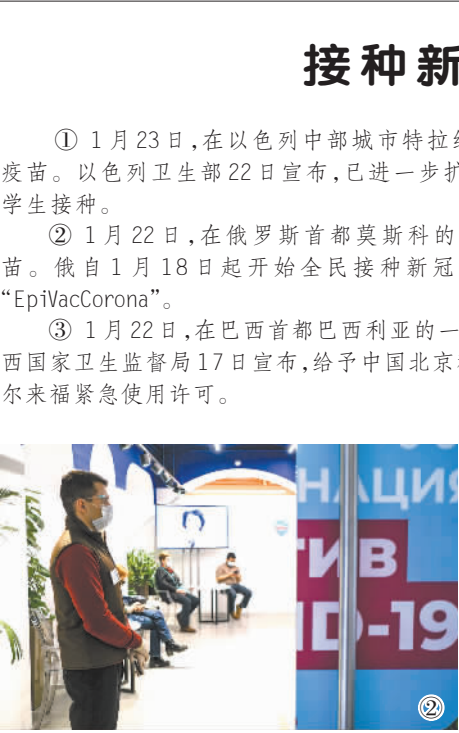 接种新
① 1月23日,在以色列中部城市特拉
疫苗。以色列卫生部22日宣布,已进一步扩
学生接种。
② 1月22日,在俄罗斯首都莫斯科的
苗。俄自1月18日起开始全民接种新冠
“EpiVacCorona”。
③ 1月22日,在巴西首都巴西利亚的一
西国家卫生监督局17日宣布,给予中国北京
尔来福紧急使用许可。
НАЦИЯ
ТИВ
ID-19
②